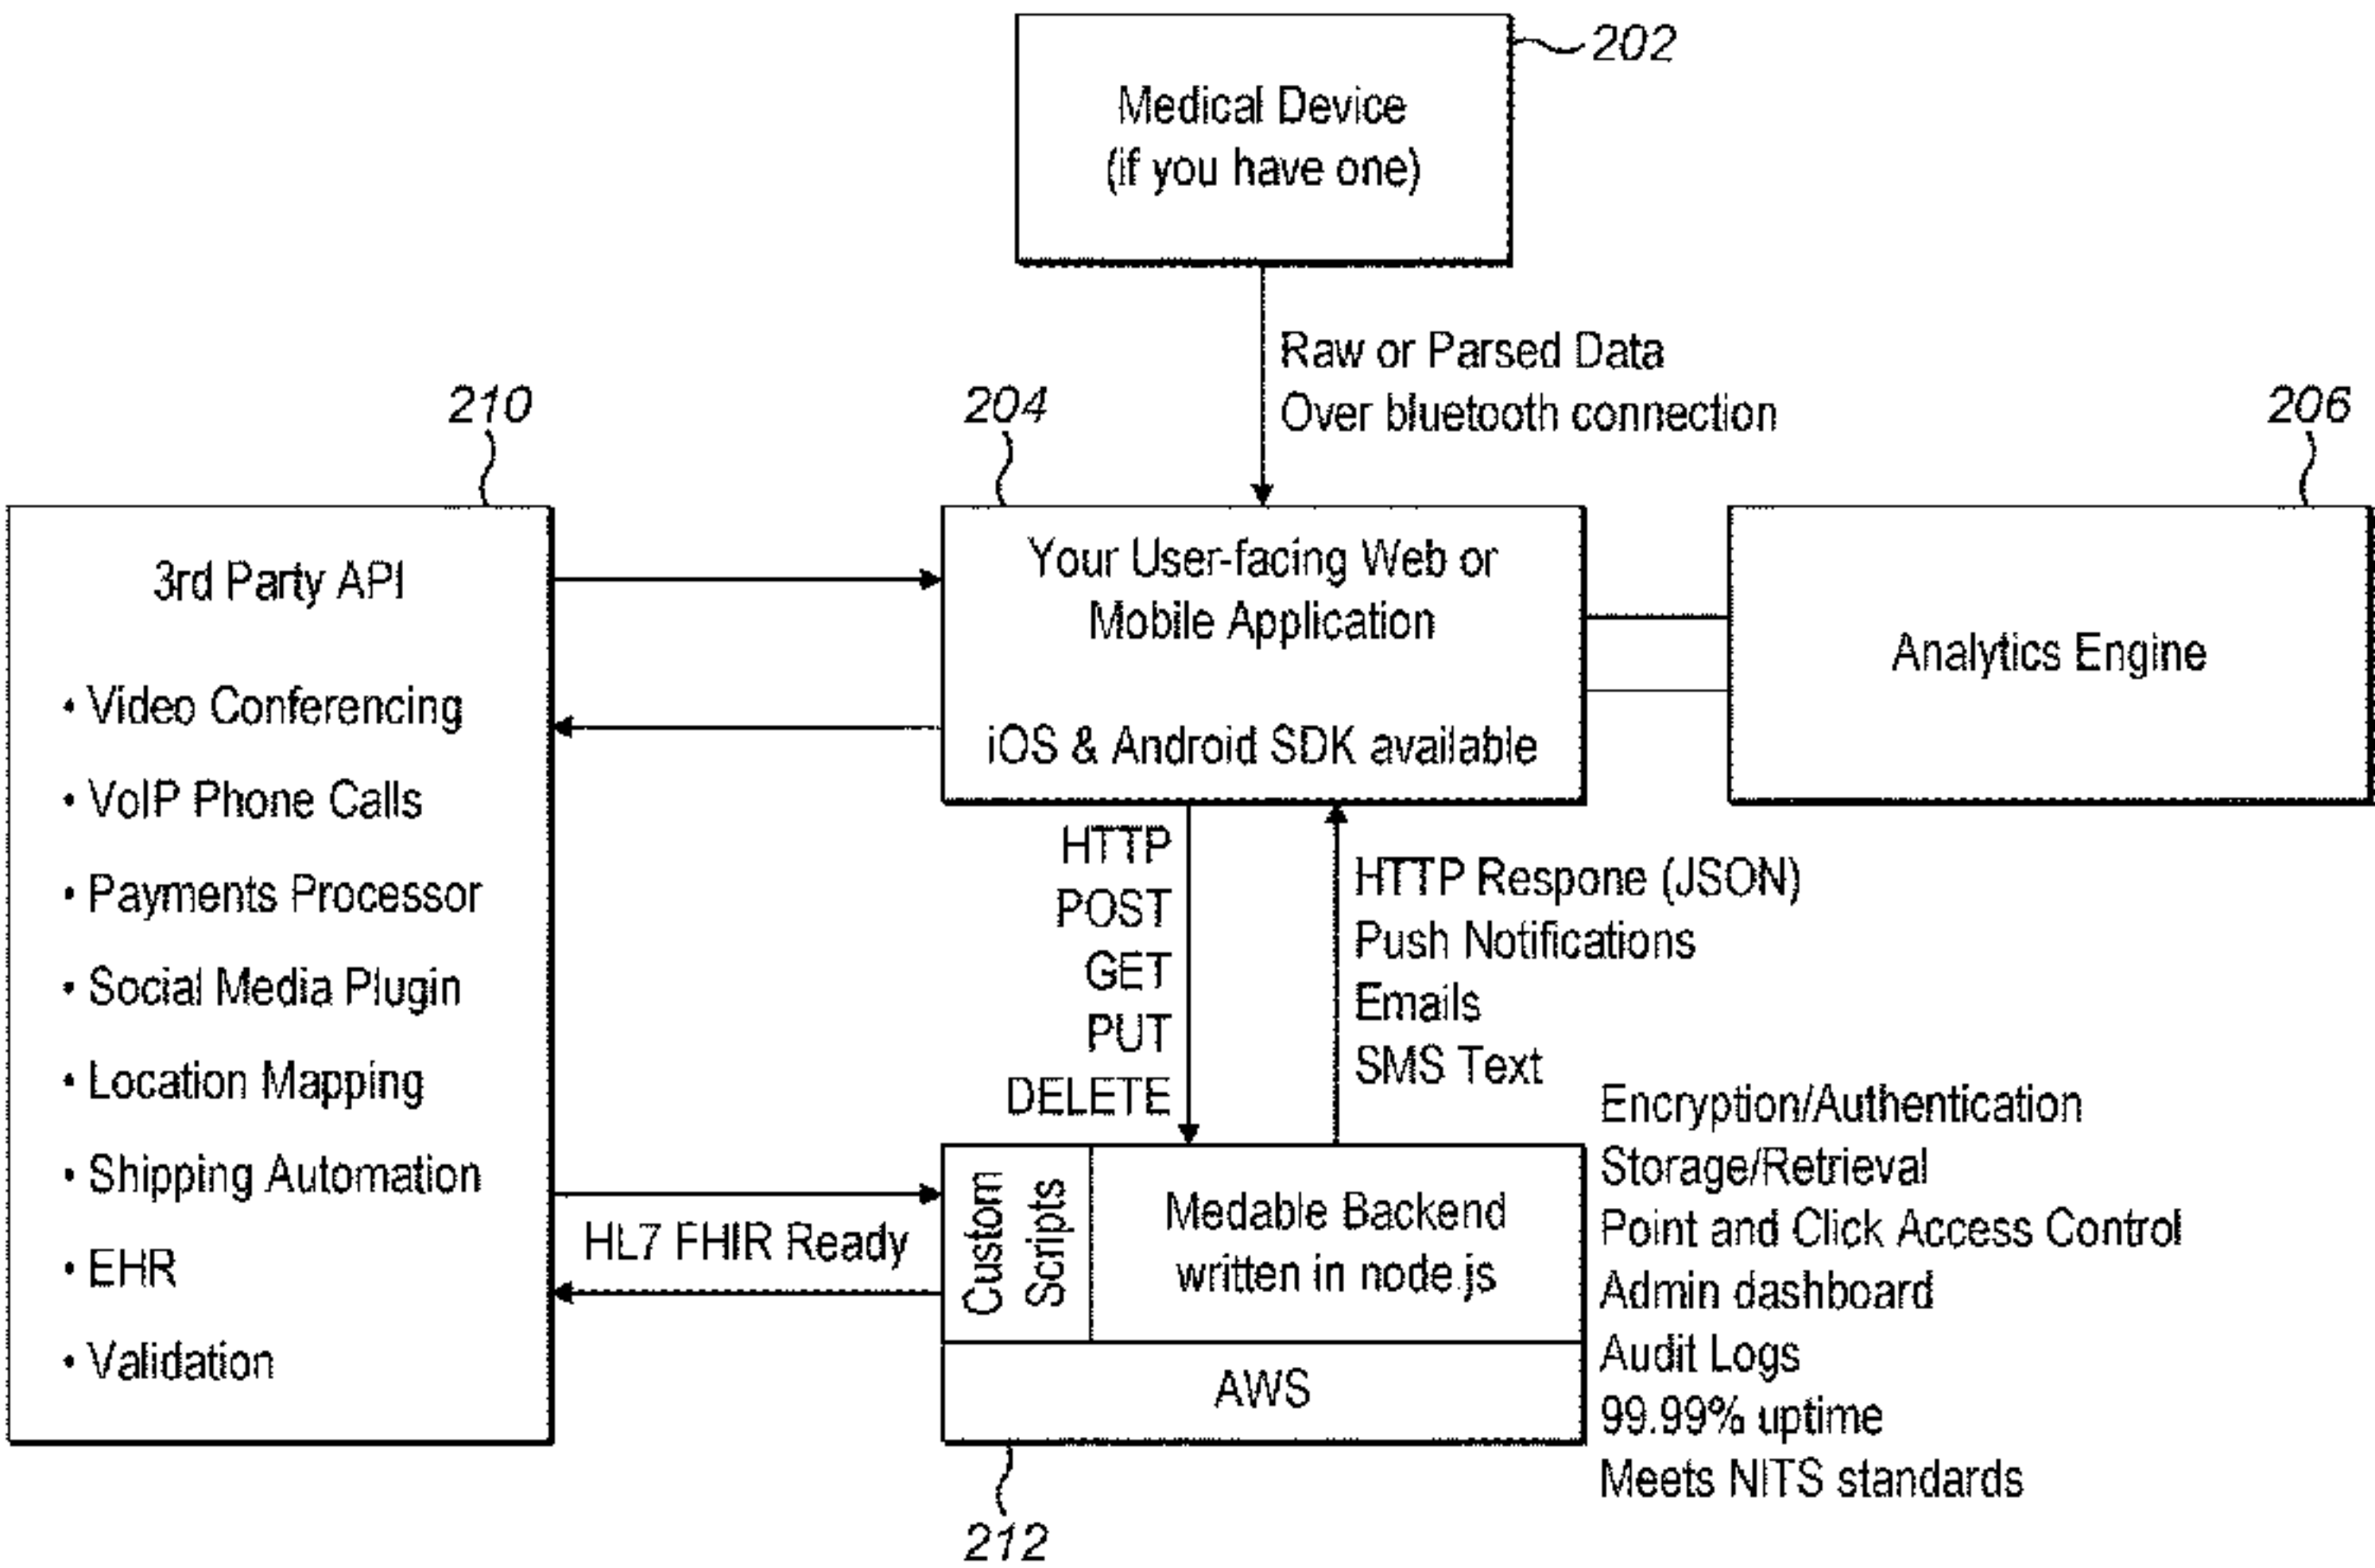 202
Medical Device
(if you have one)
Raw or Parsed Data
Over bluetooth connection
210
204
206
3rd Party API
• Video Conferencing
• VoIP Phone Calls
• Payments Processor
• Social Media Plugin
• Location Mapping
• Shipping Automation
• EHR
• Validation
Your User-facing Web or
Mobile Application
iOS & Android SDK available
Analytics Engine
HTTP
POST
GET
PUT
DELETE
HTTP Respone (JSON)
Push Notifications
Emails
SMS Text
HL7 FHIR Ready
Custom
Scripts
Medable Backend
written in node.js
AWS
Encryption/Authentication
Storage/Retrieval
Point and Click Access Control
Admin dashboard
Audit Logs
99.99% uptime
Meets NITS standards
212